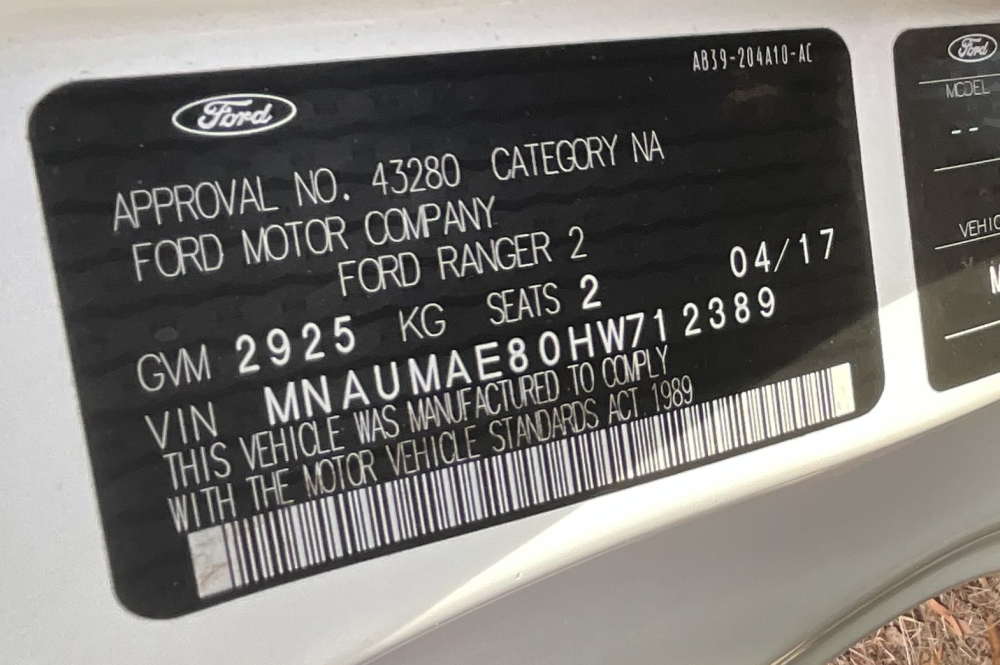 Ford
AB39-204A10-AC
APPROVAL NO. 43280 CATEGORY NA
FORD MOTOR COMPANY
FORD RANGER 2
04/17
GVM 2925 KG SEATS 2
VIN MNAUMAE80HW712389
THIS VEHICLE WAS MANUFACTURED TO COMPLY
WITH THE MOTOR VEHICLE STANDARDS ACT 1989
Ford
MODEL
--